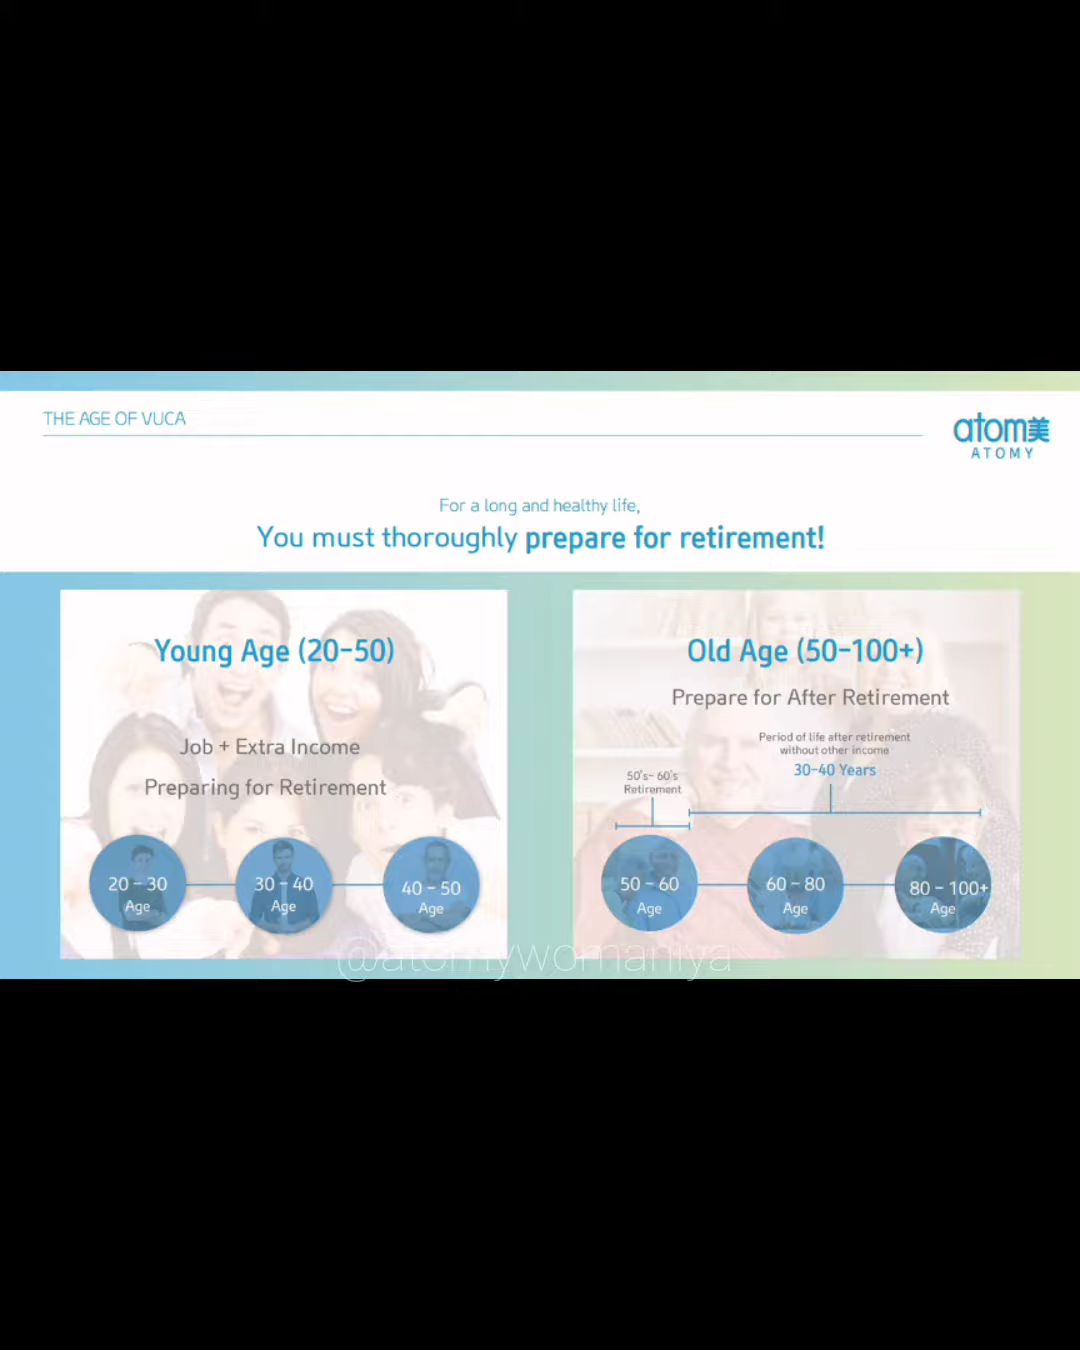 THE AGE OF VUCA
atom美
ATOMY
For a long and healthy life,
You must thoroughly prepare for retirement!
Young Age (20-50)
Job + Extra Income
Preparing for Retirement
20 - 30
Age
30 - 40
Age
40 - 50
Age
Old Age (50-100+)
Prepare for After Retirement
Period of life after retirement
without other income
30-40 Years
50's- 60's
Retirement
50 - 60
Age
60 - 80
Age
80 - 100+
Age
@atomywomaniya